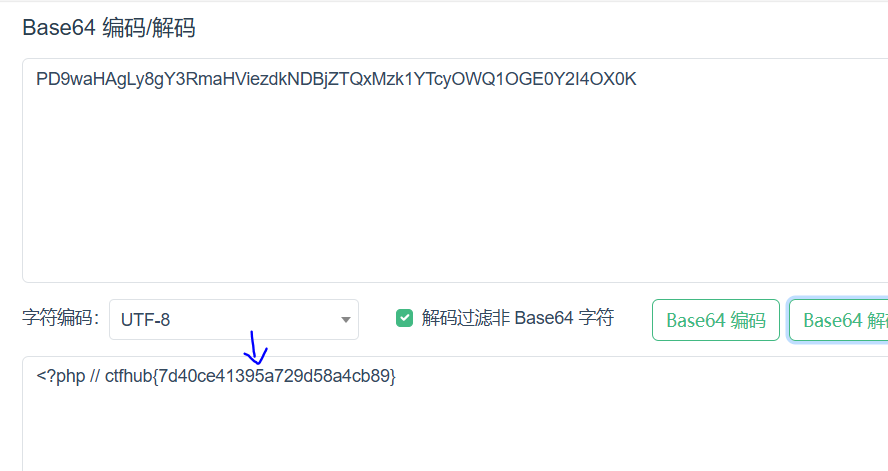 Base64 编码/解码
PD9waHAgLy8gY3RmaHViezdkNDBjZTQxMzk1YTcyOWQ1OGE0Y2I4OX0K
字符编码: UTF-8 解码过滤非 Base64 字符 Base64 编码 Base64 解
<?php // ctfhub{7d40ce41395a729d58a4cb89}